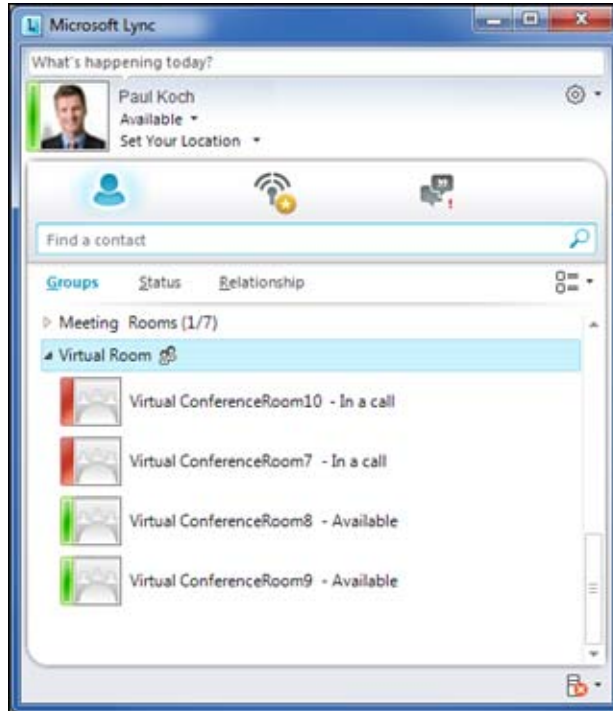 Microsoft Lync
What's happening today?
Paul Koch
Available
Set Your Location
Find a contact
Groups Status Relationship
Meeting Rooms (1/7)
Virtual Room
Virtual ConferenceRoom10 - In a call
Virtual ConferenceRoom7 - In a call
Virtual ConferenceRoom8 - Available
Virtual ConferenceRoom9 - Available